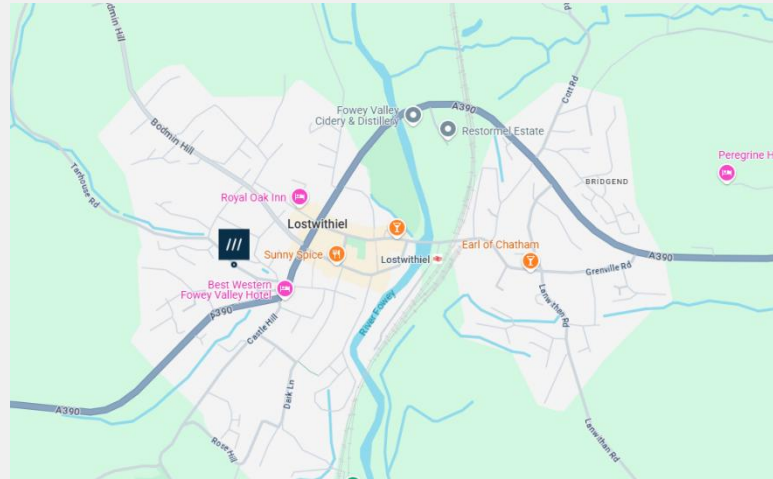 Bodmin Hill
Fowey Valley
Cidery & Distillery
A390
Restormel Estate
Cott Rd
Bodmin Hill
Tanhouse Rd
BRIDGEND
Peregrine H
Royal Oak Inn
Lostwithiel
Sunny Spice
Lostwithiel
Earl of Chatham
Grenville Rd
A390
Best Western
Fowey Valley Hotel
A390
Castle Hill
River Fowey
Lanwithan Rd
Dark Ln
A390
Rose Hill
Lanwithan Rd